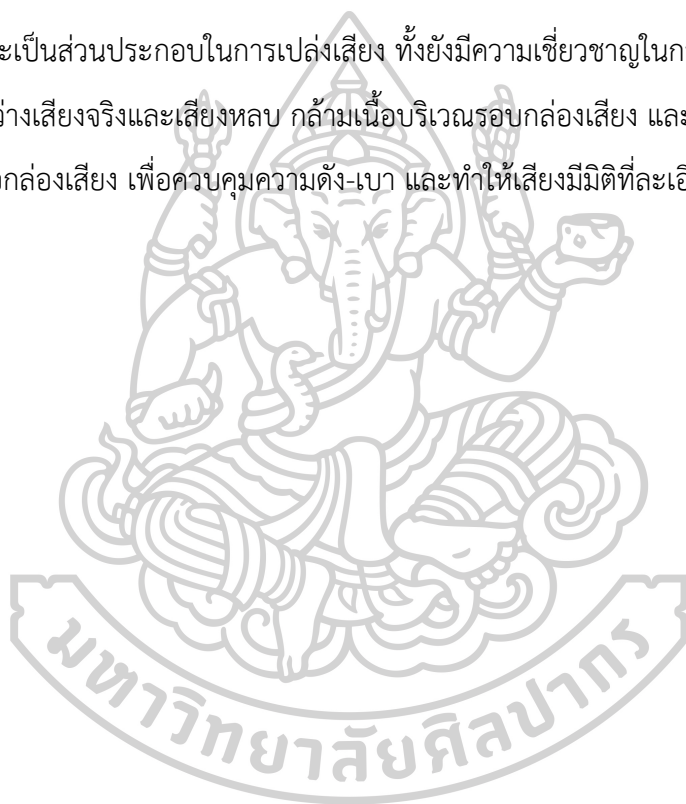 ะเป็นส่วนประกอบในการเปล่งเสียง ทั้งยังมีความเชี่ยวชาญในก
ว่างเสียงจริงและเสียงหลบ กล้ามเนื้อบริเวณรอบกล่องเสียง และ
กล่องเสียง เพื่อควบคุมความดัง-เบา และทำให้เสียงมีมิติที่ละเอี
มหาวิทยาลัยศิลปากร